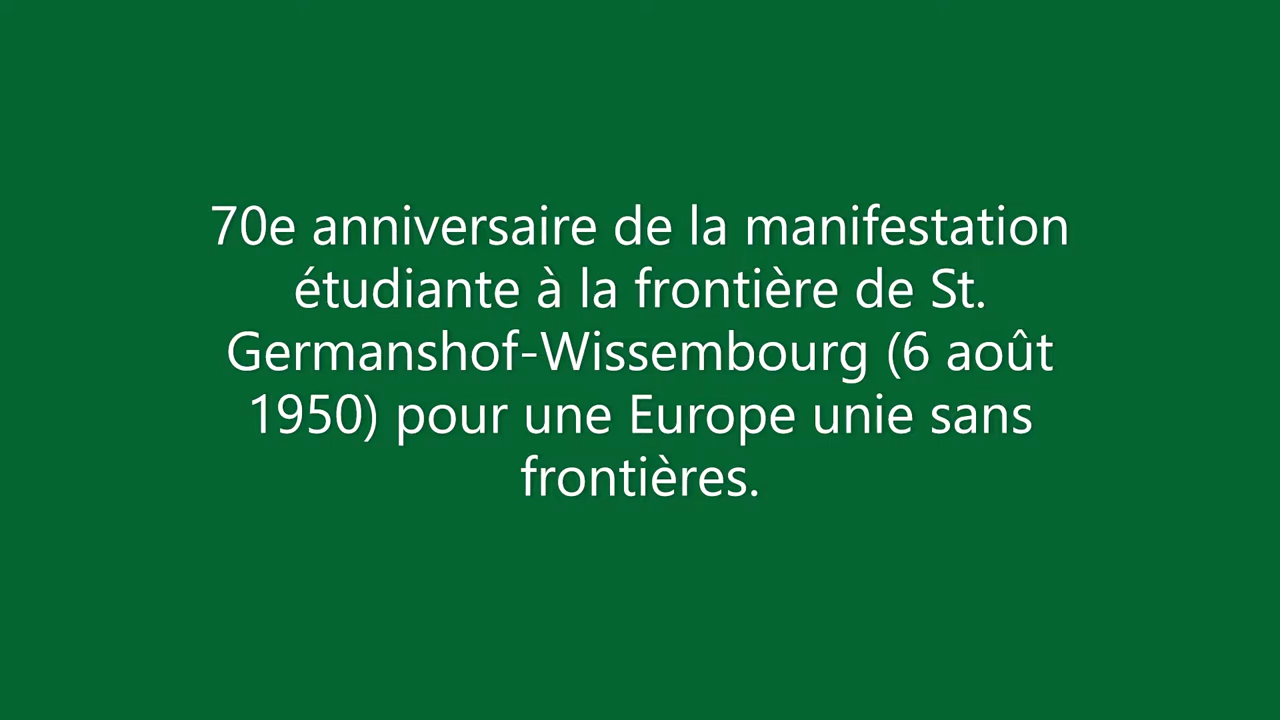 70e anniversaire de la manifestation
étudiante à la frontière de St.
Germanshof-Wissembourg (6 août
1950) pour une Europe unie sans
frontières.